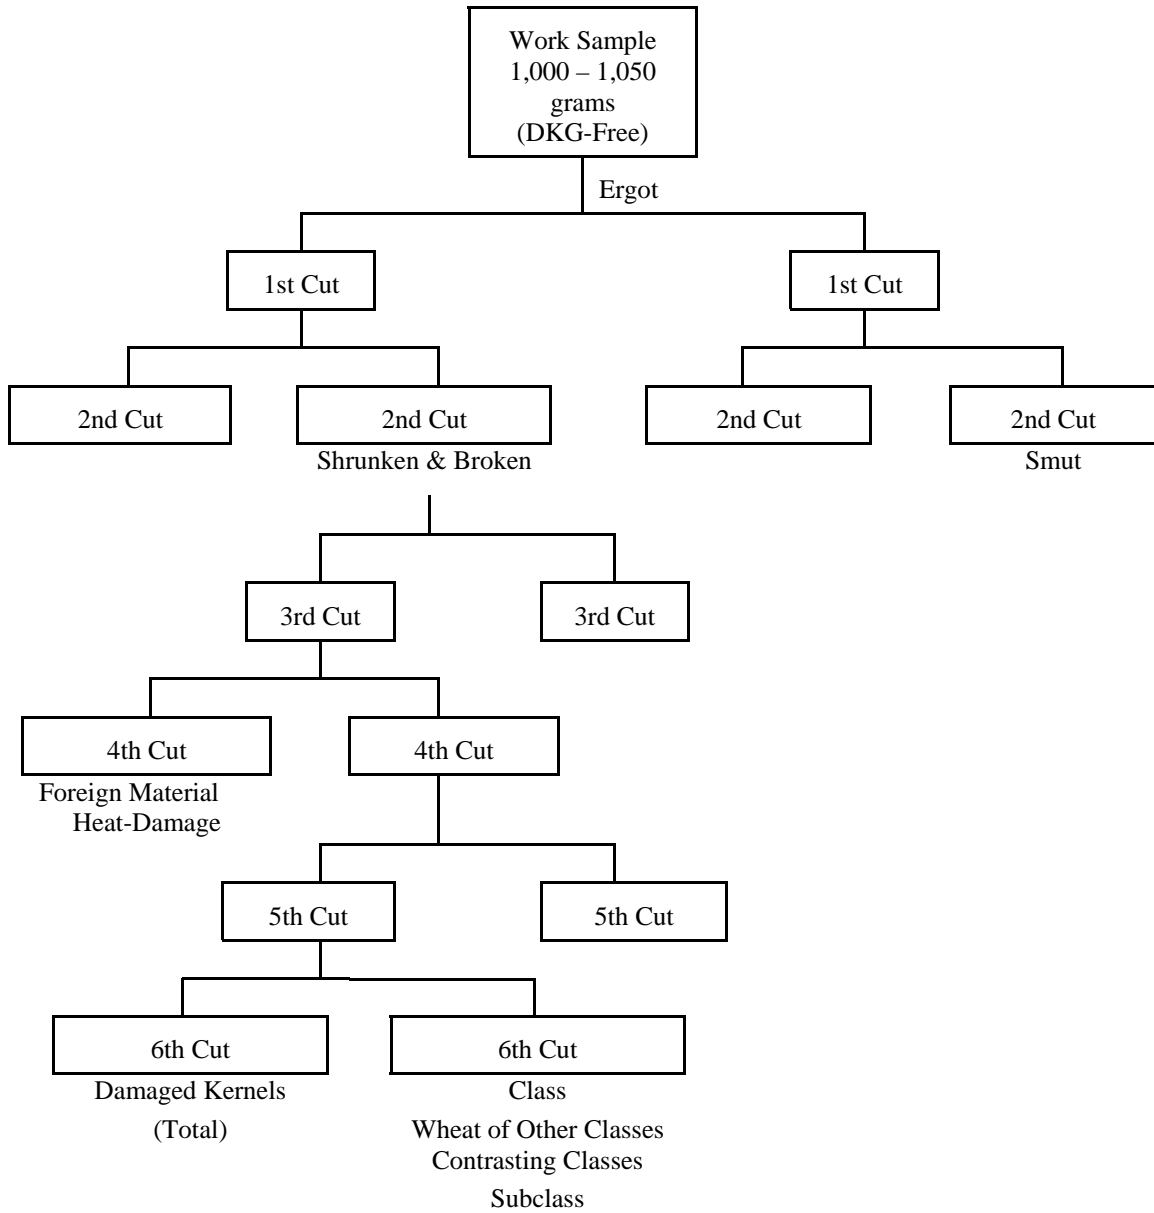 Work Sample
1,000 – 1,050
grams
(DKG-Free)
Ergot
1st Cut
1st Cut
2nd Cut
2nd Cut
2nd Cut
2nd Cut
Shrunken & Broken
Smut
3rd Cut
3rd Cut
4th Cut
4th Cut
Foreign Material
Heat-Damage
5th Cut
5th Cut
6th Cut
6th Cut
Damaged Kernels
Class
(Total)
Wheat of Other Classes
Contrasting Classes
Subclass